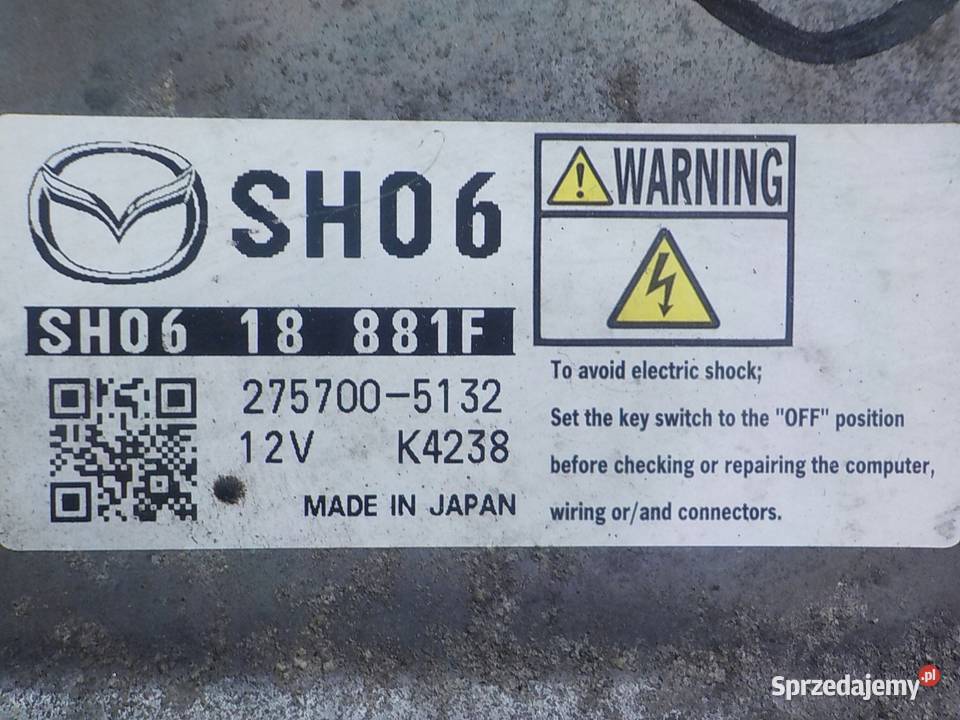 SH06
SH06 18 881F
275700-5132
12V K4238
MADE IN JAPAN
WARNING
To avoid electric shock;
Set the key switch to the "OFF" position
before checking or repairing the computer,
wiring or/and connectors.
Sprzedajemy.pl